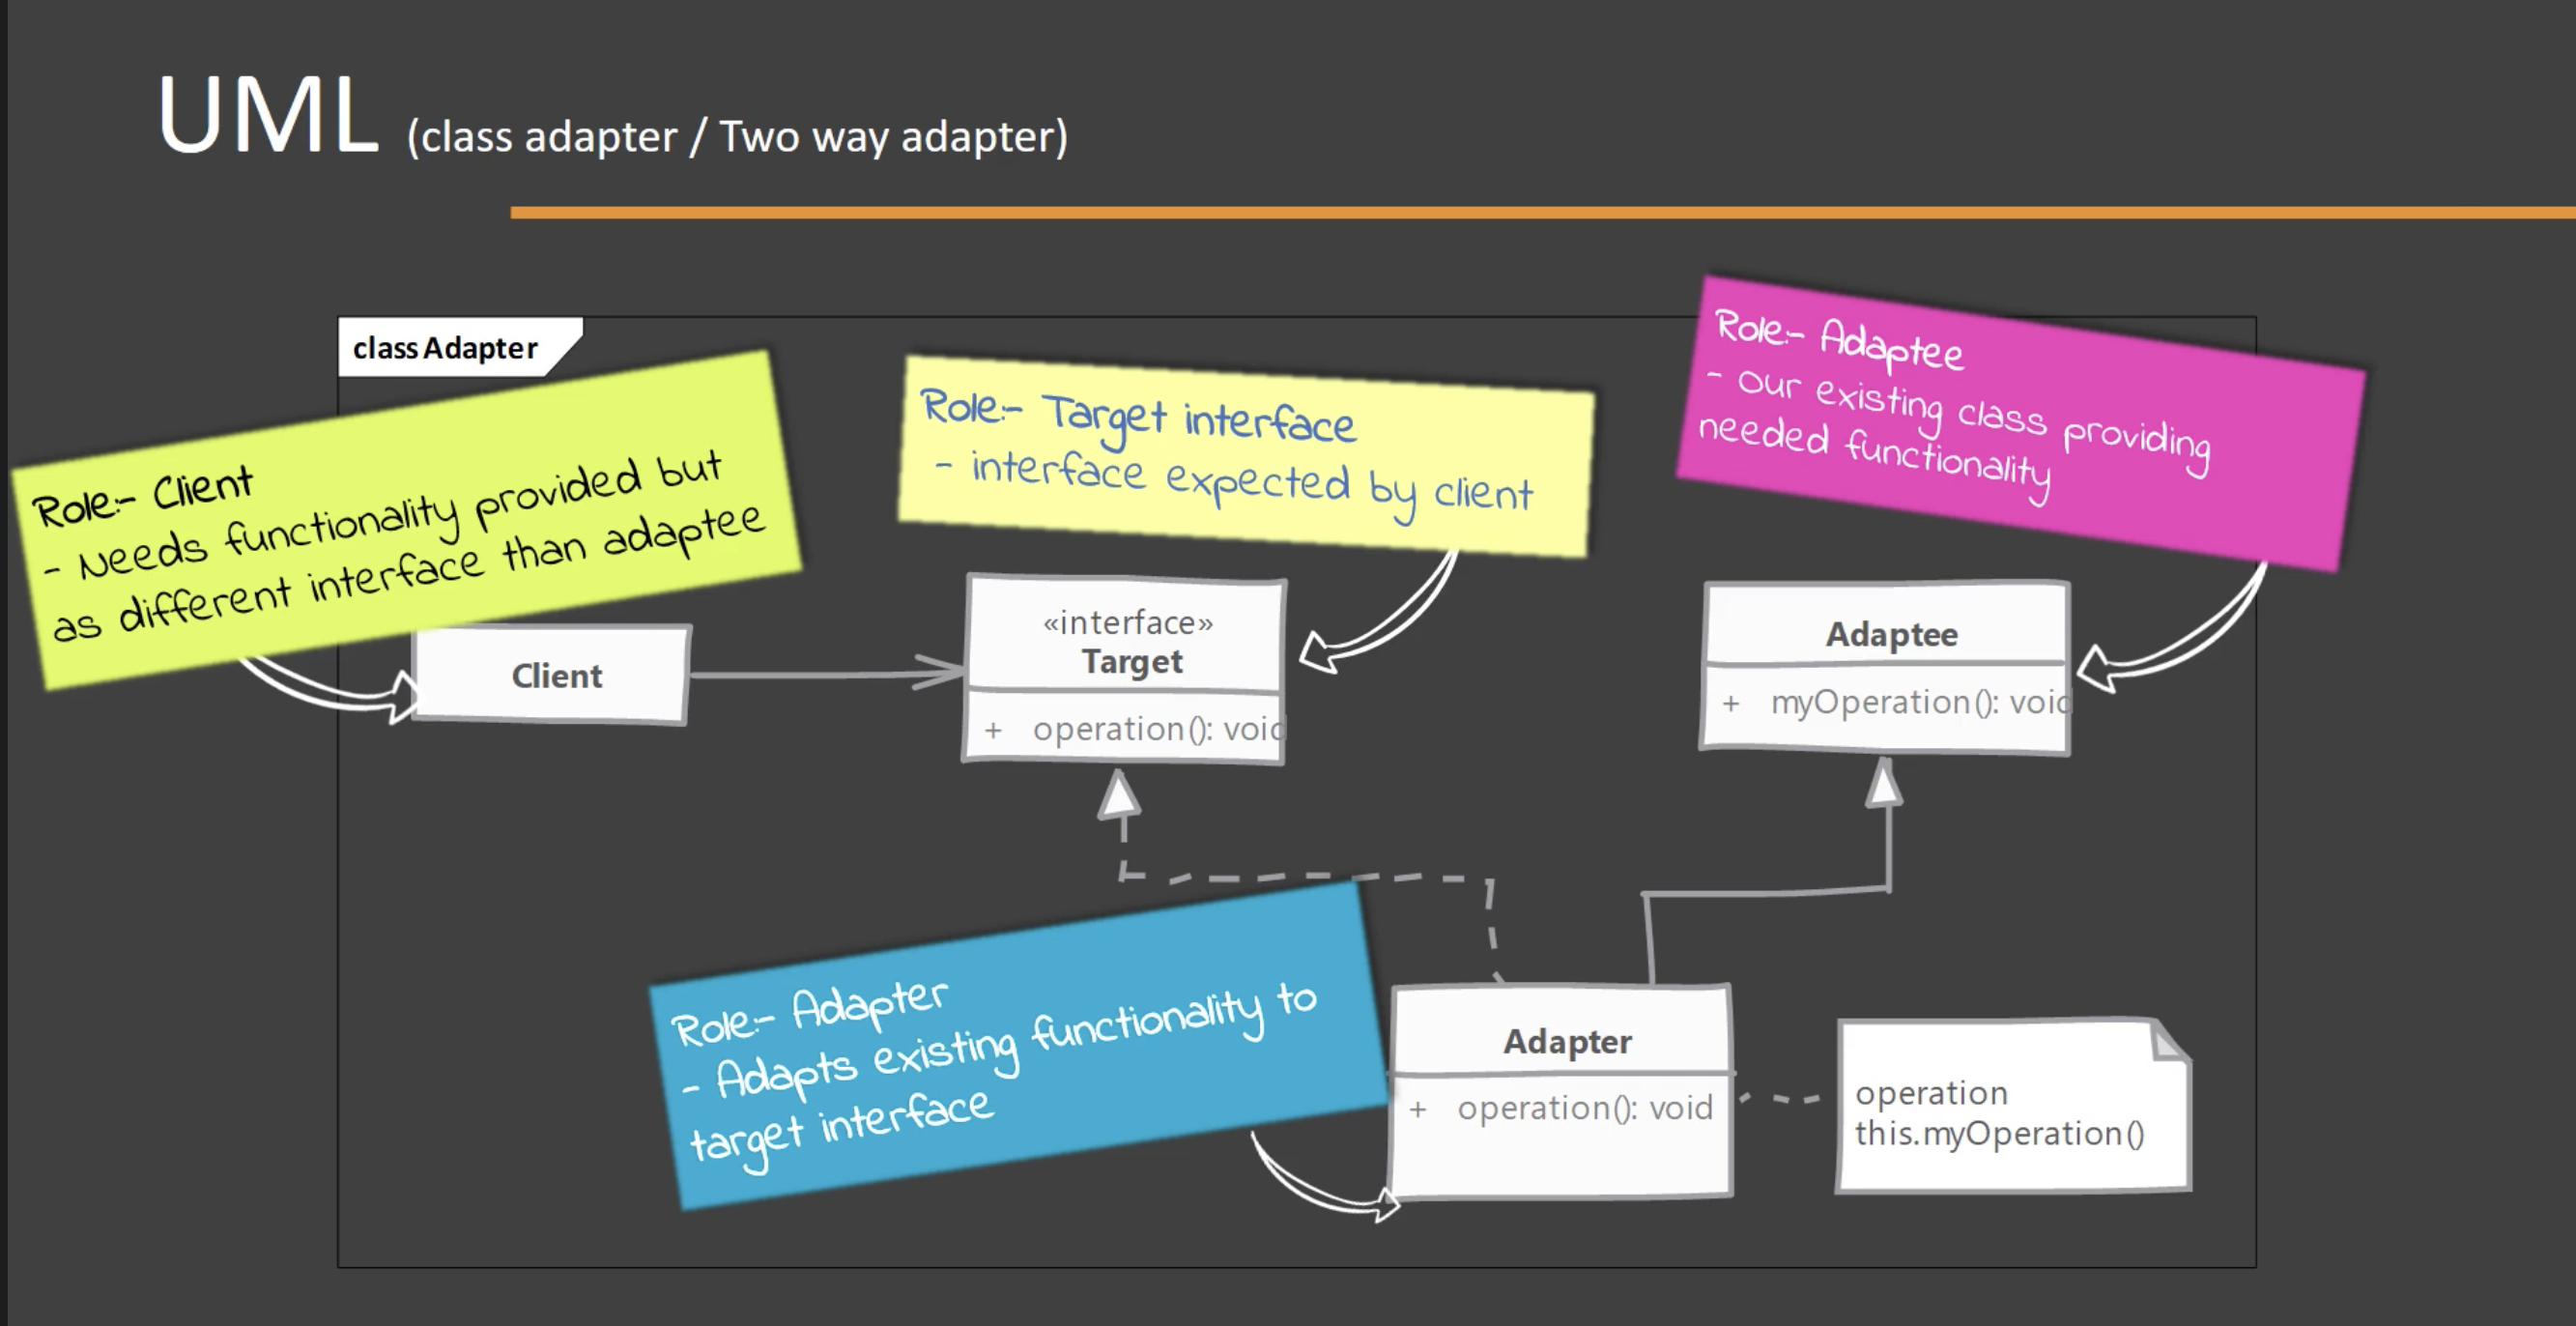 UML (class adapter / Two way adapter)
class Adapter
Role:- Client
- Needs functionality provided but
as different interface than adaptee
Role:- Target interface
- interface expected by client
Role:- Adaptee
- Our existing class providing
needed functionality
Client
«interface»
Target
+ operation(): void
Adaptee
+ myOperation(): void
Role:- Adapter
- Adapts existing functionality to
target interface
Adapter
+ operation(): void
operation
this.myOperation()